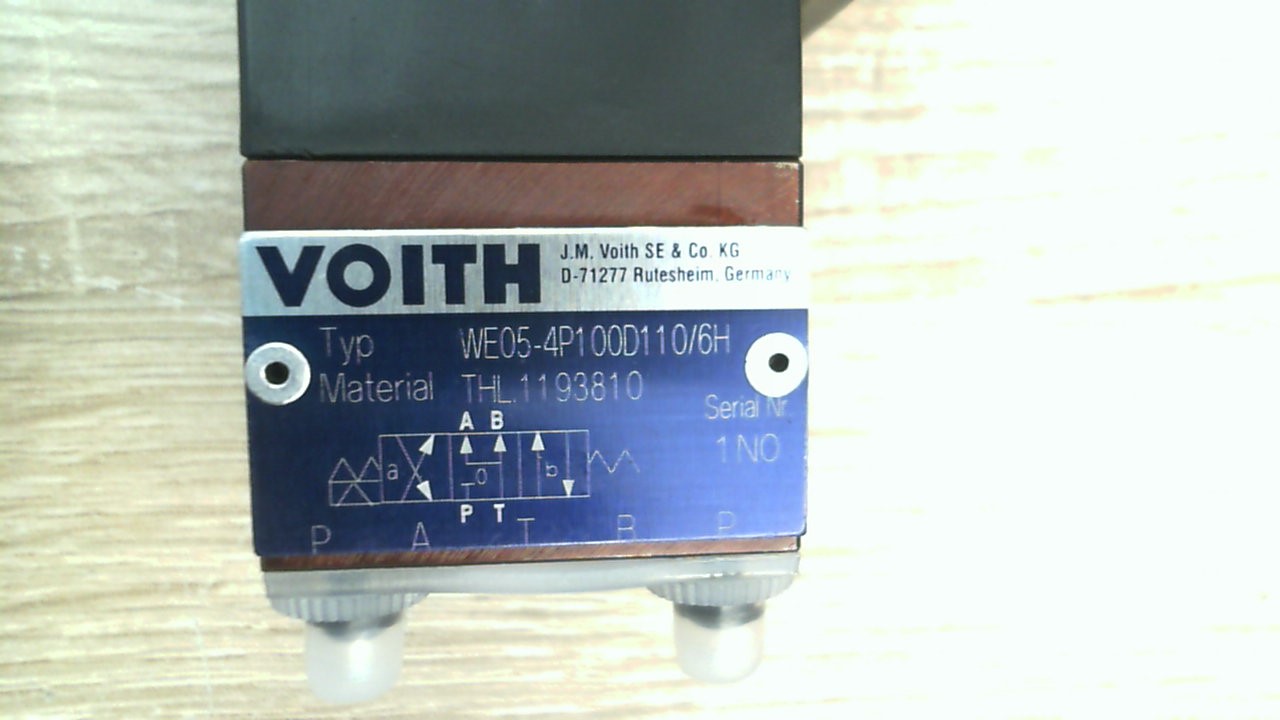 VOITH
J.M. Voith SE & Co. KG
D-71277 Rutesheim, Germany
Typ WE05-4P100D110/6H
Material THL.1193810
Serial Nr.
1NO
A B
a 0 b
P T
P A T B P